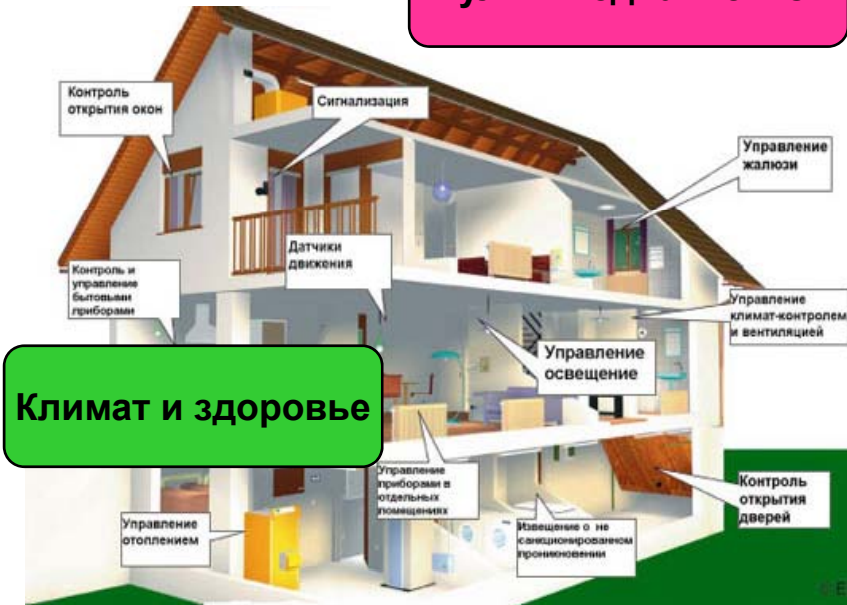 Контроль
открытия окон
Сигнализация
Управление
жалюзи
Датчики
движения
Контроль и
управление
бытовыми
приборами
Управление
климат-контролем
и вентиляцией
Управление
освещение
Климат и здоровье
Управление
приборами в
отдельных
помещениях
Контроль
открытия
дверей
Управление
отоплением
Извещение о не
санкционированном
проникновении